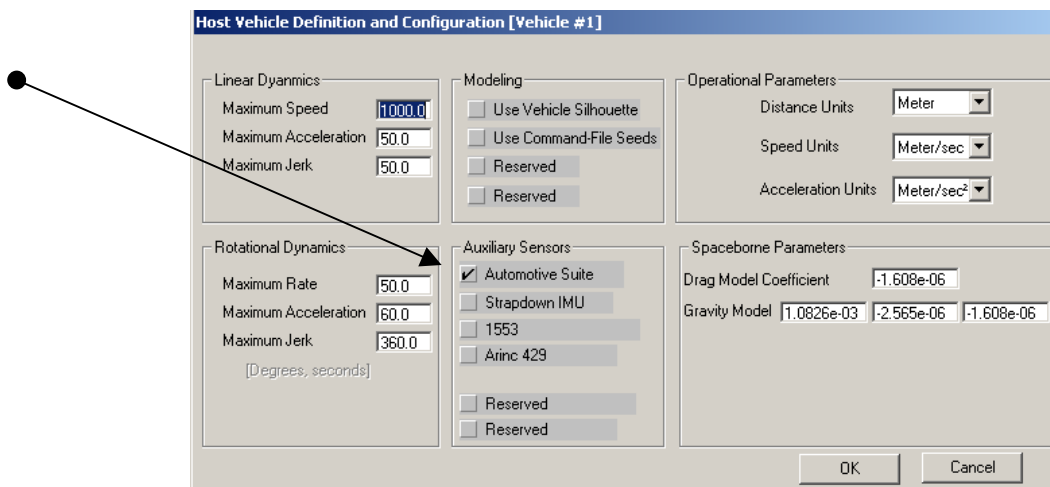 Host Vehicle Definition and Configuration [Vehicle #1]
Linear Dyanmics
Maximum Speed 1000.0
Maximum Acceleration 50.0
Maximum Jerk 50.0
Modeling
Use Vehicle Silhouette
Use Command-File Seeds
Reserved
Reserved
Operational Parameters
Distance Units Meter
Speed Units Meter/sec
Acceleration Units Meter/sec²
Rotational Dynamics
Maximum Rate 50.0
Maximum Acceleration 60.0
Maximum Jerk 360.0
[Degrees, seconds]
Auxiliary Sensors
Automotive Suite
Strapdown IMU
1553
Arinc 429
Reserved
Reserved
Spaceborne Parameters
Drag Model Coefficient -1.608e-06
Gravity Model 1.0826e-03 -2.565e-06 -1.608e-06
OK Cancel